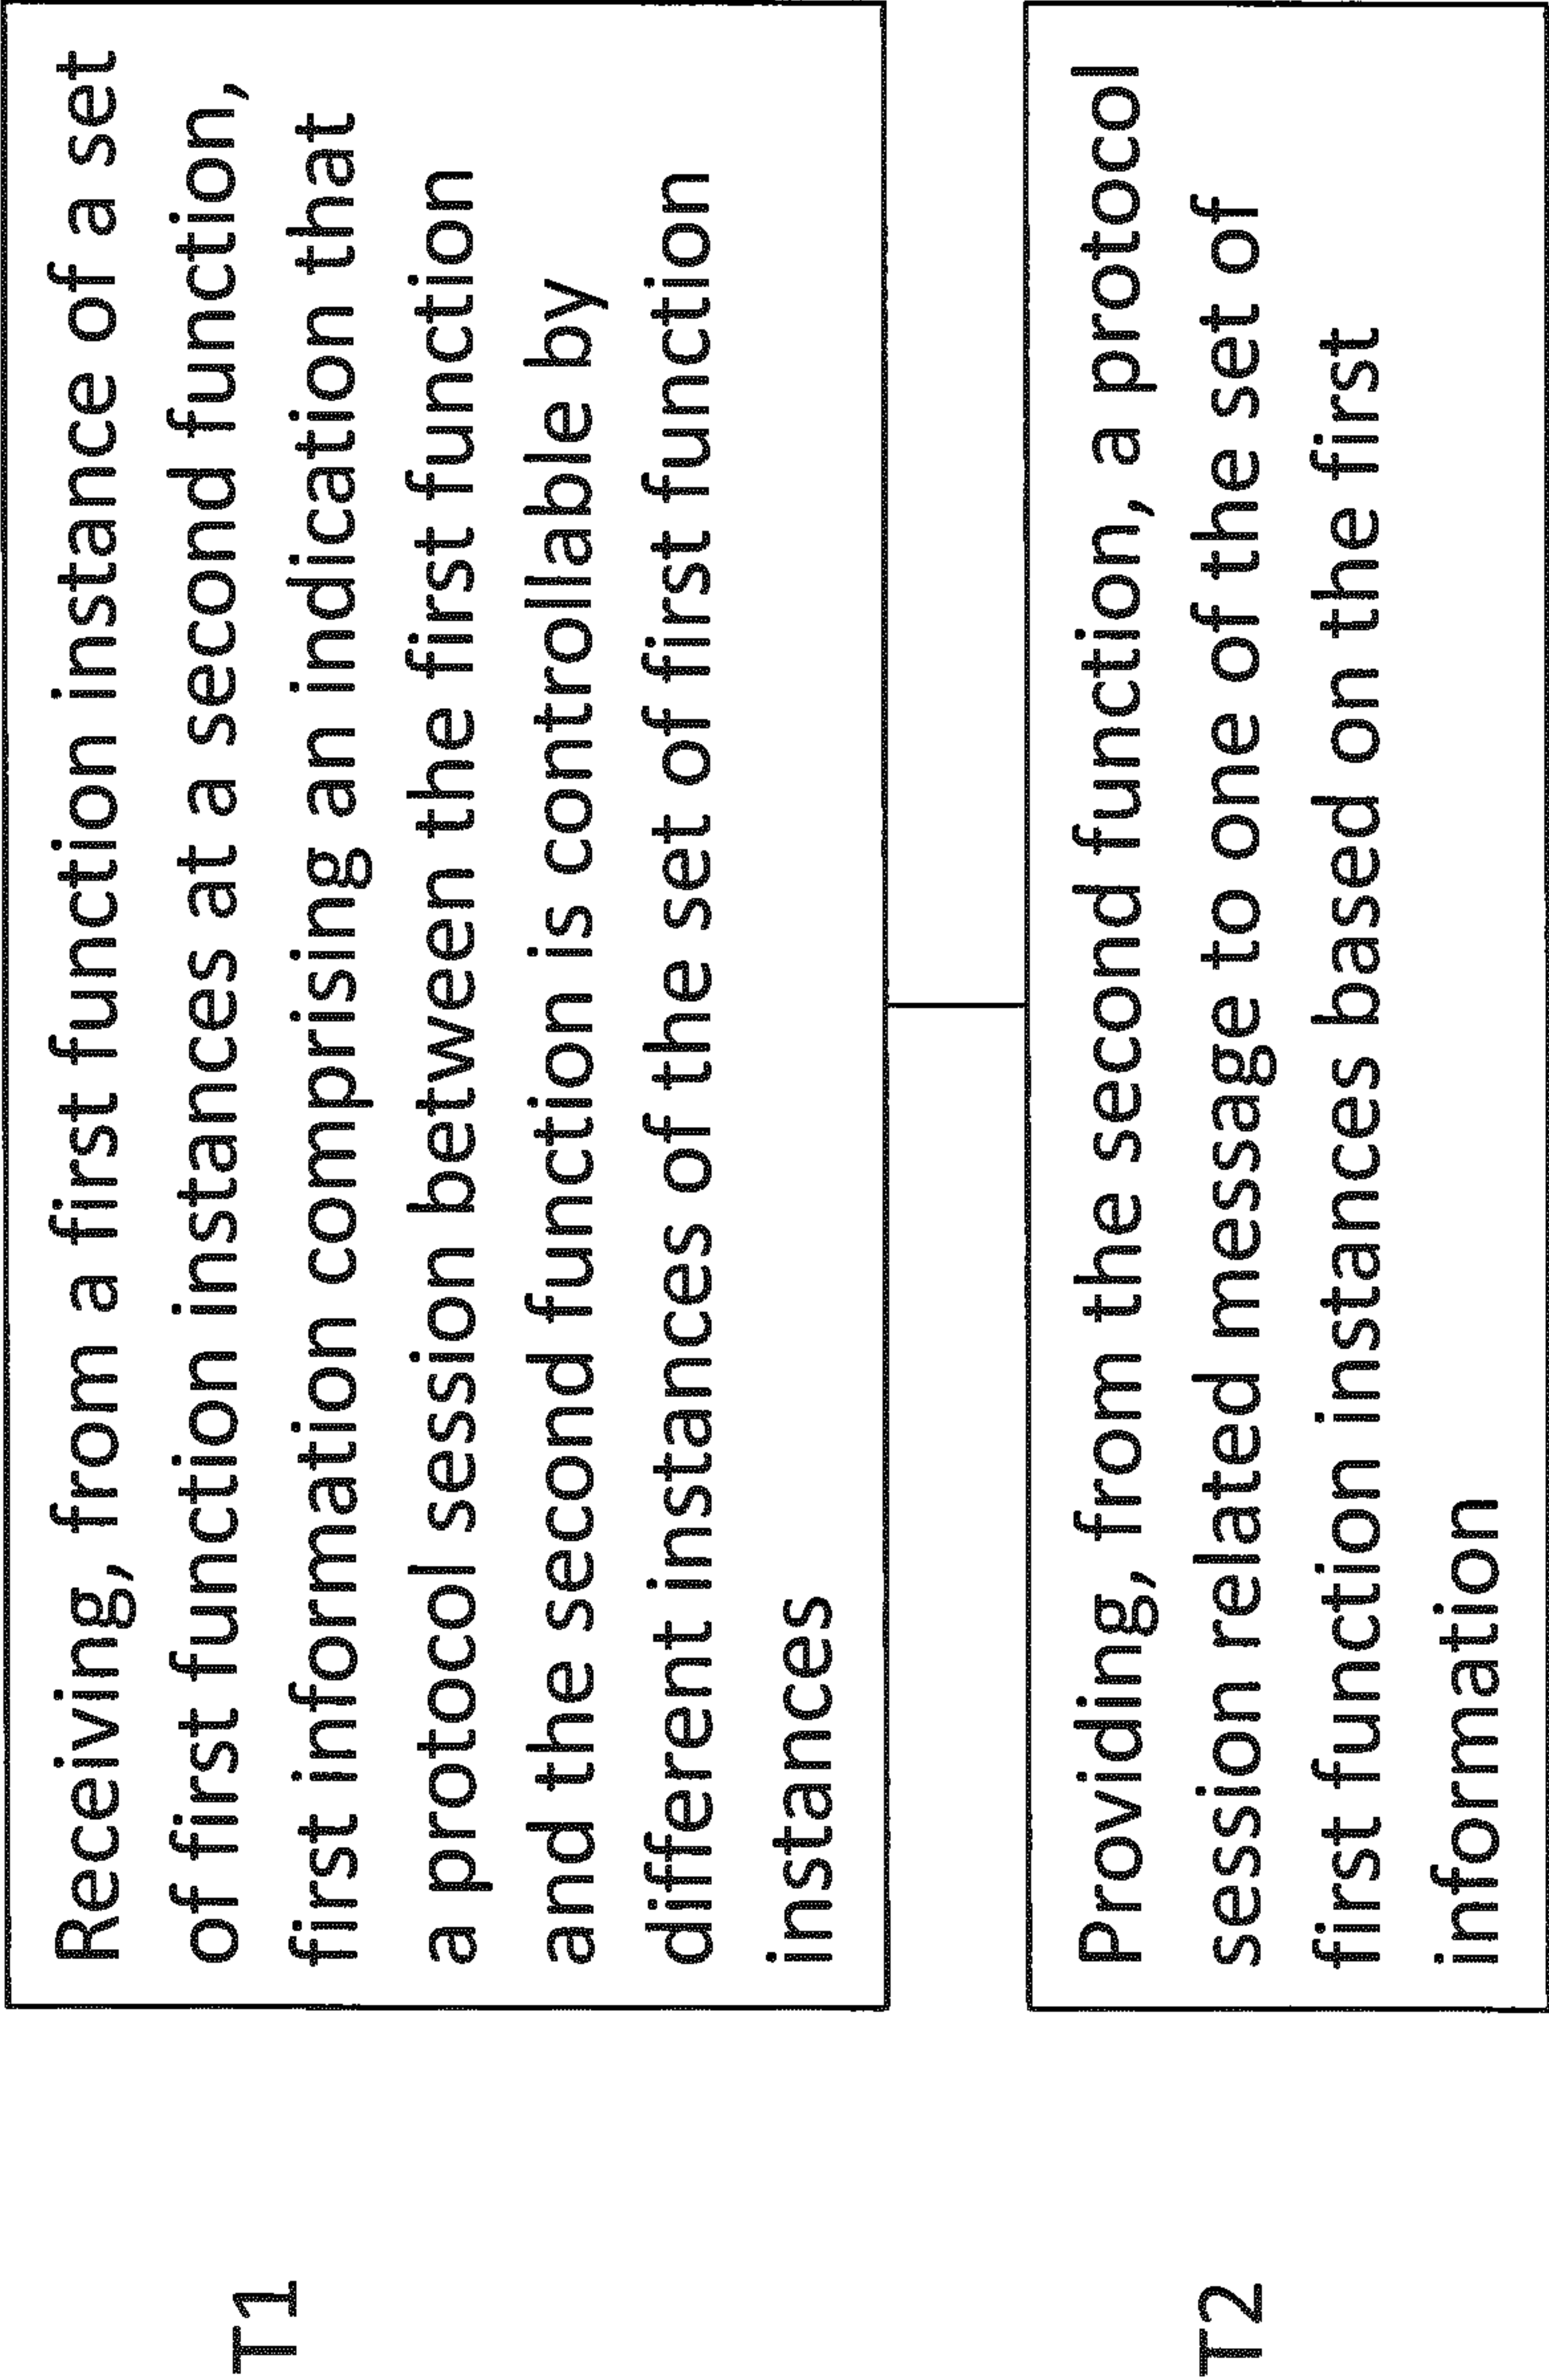 T1
Receiving, from a first function instance of a set
of first function instances at a second function,
first information comprising an indication that
a protocol session between the first function
and the second function is controllable by
different instances of the set of first function
instances
T2
Providing, from the second function, a protocol
session related message to one of the set of
first function instances based on the first
information